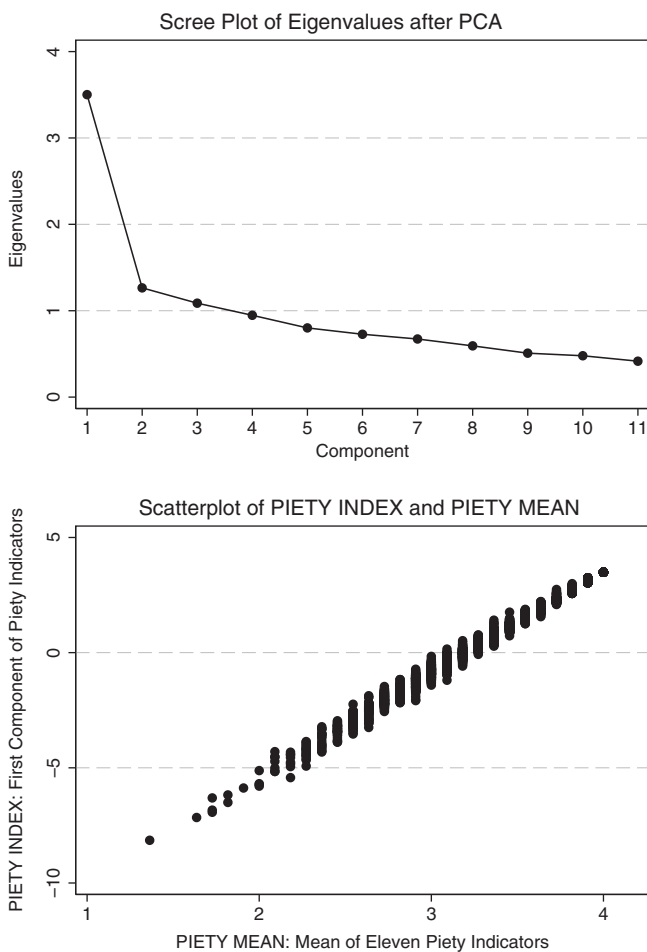 Scree Plot of Eigenvalues after PCA
Eigenvalues
4
3
2
1
0
1 2 3 4 5 6 7 8 9 10 11
Component
Scatterplot of PIETY INDEX and PIETY MEAN
PIETY INDEX: First Component of Piety Indicators
5
0
−5
−10
1 2 3 4
PIETY MEAN: Mean of Eleven Piety Indicators